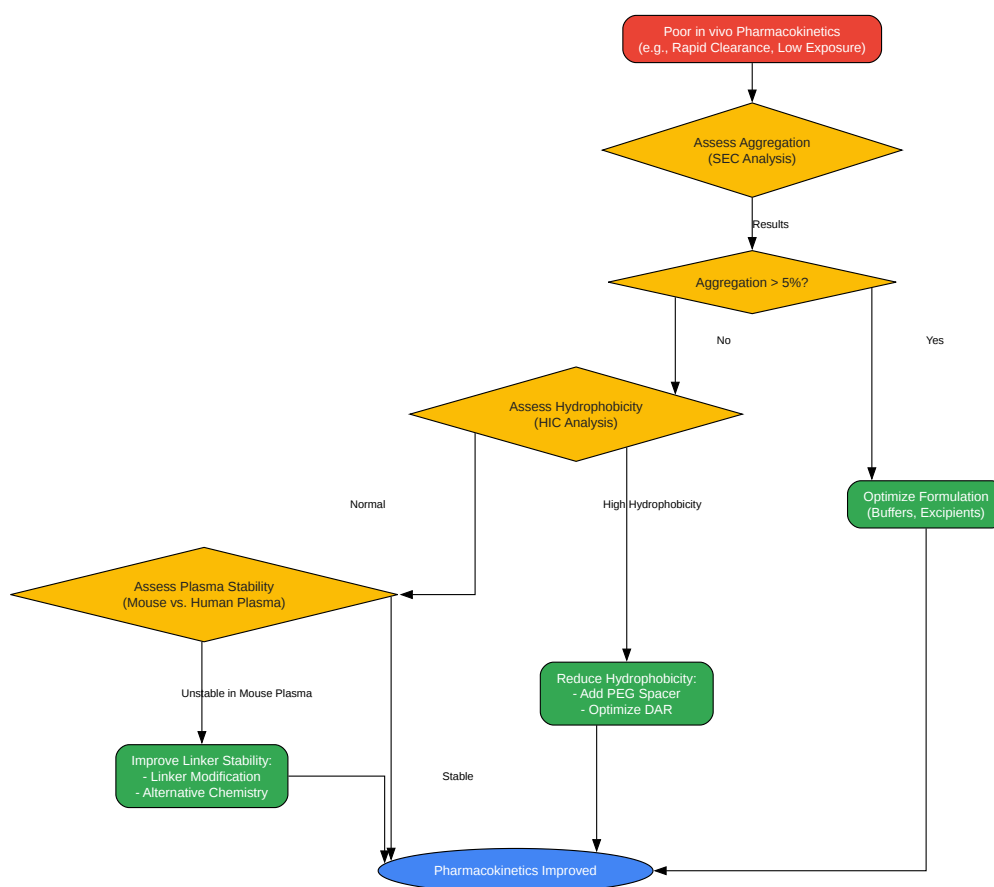 Poor in vivo Pharmacokinetics
(e.g., Rapid Clearance, Low Exposure)
Assess Aggregation
(SEC Analysis)
Results
Aggregation > 5%?
No
Yes
Assess Hydrophobicity
(HIC Analysis)
Normal
High Hydrophobicity
Optimize Formulation
(Buffers, Excipients)
Assess Plasma Stability
(Mouse vs. Human Plasma)
Reduce Hydrophobicity:
- Add PEG Spacer
- Optimize DAR
Unstable in Mouse Plasma
Improve Linker Stability:
- Linker Modification
- Alternative Chemistry
Stable
Pharmacokinetics Improved